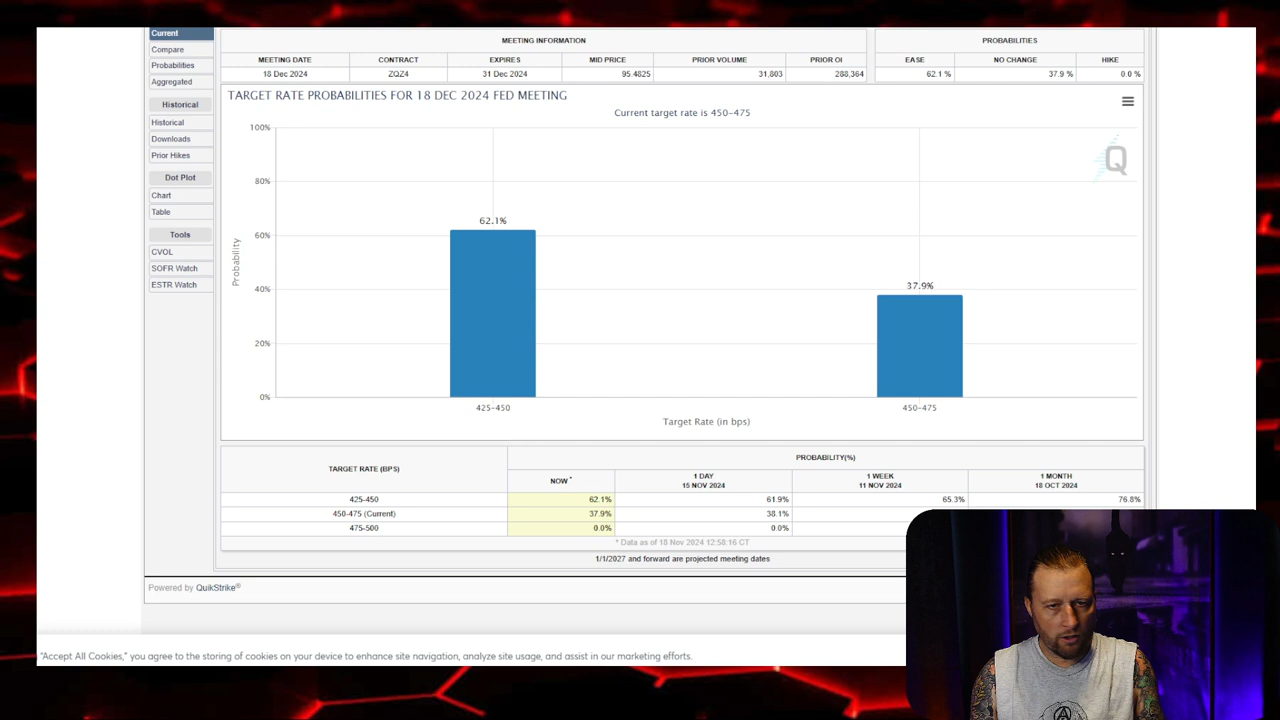 Current
Compare
Probabilities
Aggregated
Historical
Historical
Downloads
Prior Hikes
Dot Plot
Chart
Table
Tools
CVOL
SOFR Watch
ESTR Watch
MEETING INFORMATION
MEETING DATE CONTRACT EXPIRES MID PRICE PRIOR VOLUME PRIOR OI
18 Dec 2024 ZQZ4 31 Dec 2024 95.4825 31,803 288,364
PROBABILITIES
EASE NO CHANGE HIKE
62.1 % 37.9 % 0.0 %
TARGET RATE PROBABILITIES FOR 18 DEC 2024 FED MEETING
Current target rate is 450-475
Q
100%
80%
60%
40%
20%
0%
Probability
62.1%
37.9%
425-450 450-475
Target Rate (in bps)
TARGET RATE (BPS) PROBABILITY(%)
NOW * 1 DAY 1 WEEK 1 MONTH
15 NOV 2024 11 NOV 2024 18 OCT 2024
425-450 62.1% 61.9% 65.3% 76.8%
450-475 (Current) 37.9% 38.1%
475-500 0.0% 0.0%
* Data as of 18 Nov 2024 12:58:16 CT
1/1/2027 and forward are projected meeting dates
Powered by QuikStrike®
"Accept All Cookies," you agree to the storing of cookies on your device to enhance site navigation, analyze site usage, and assist in our marketing efforts.